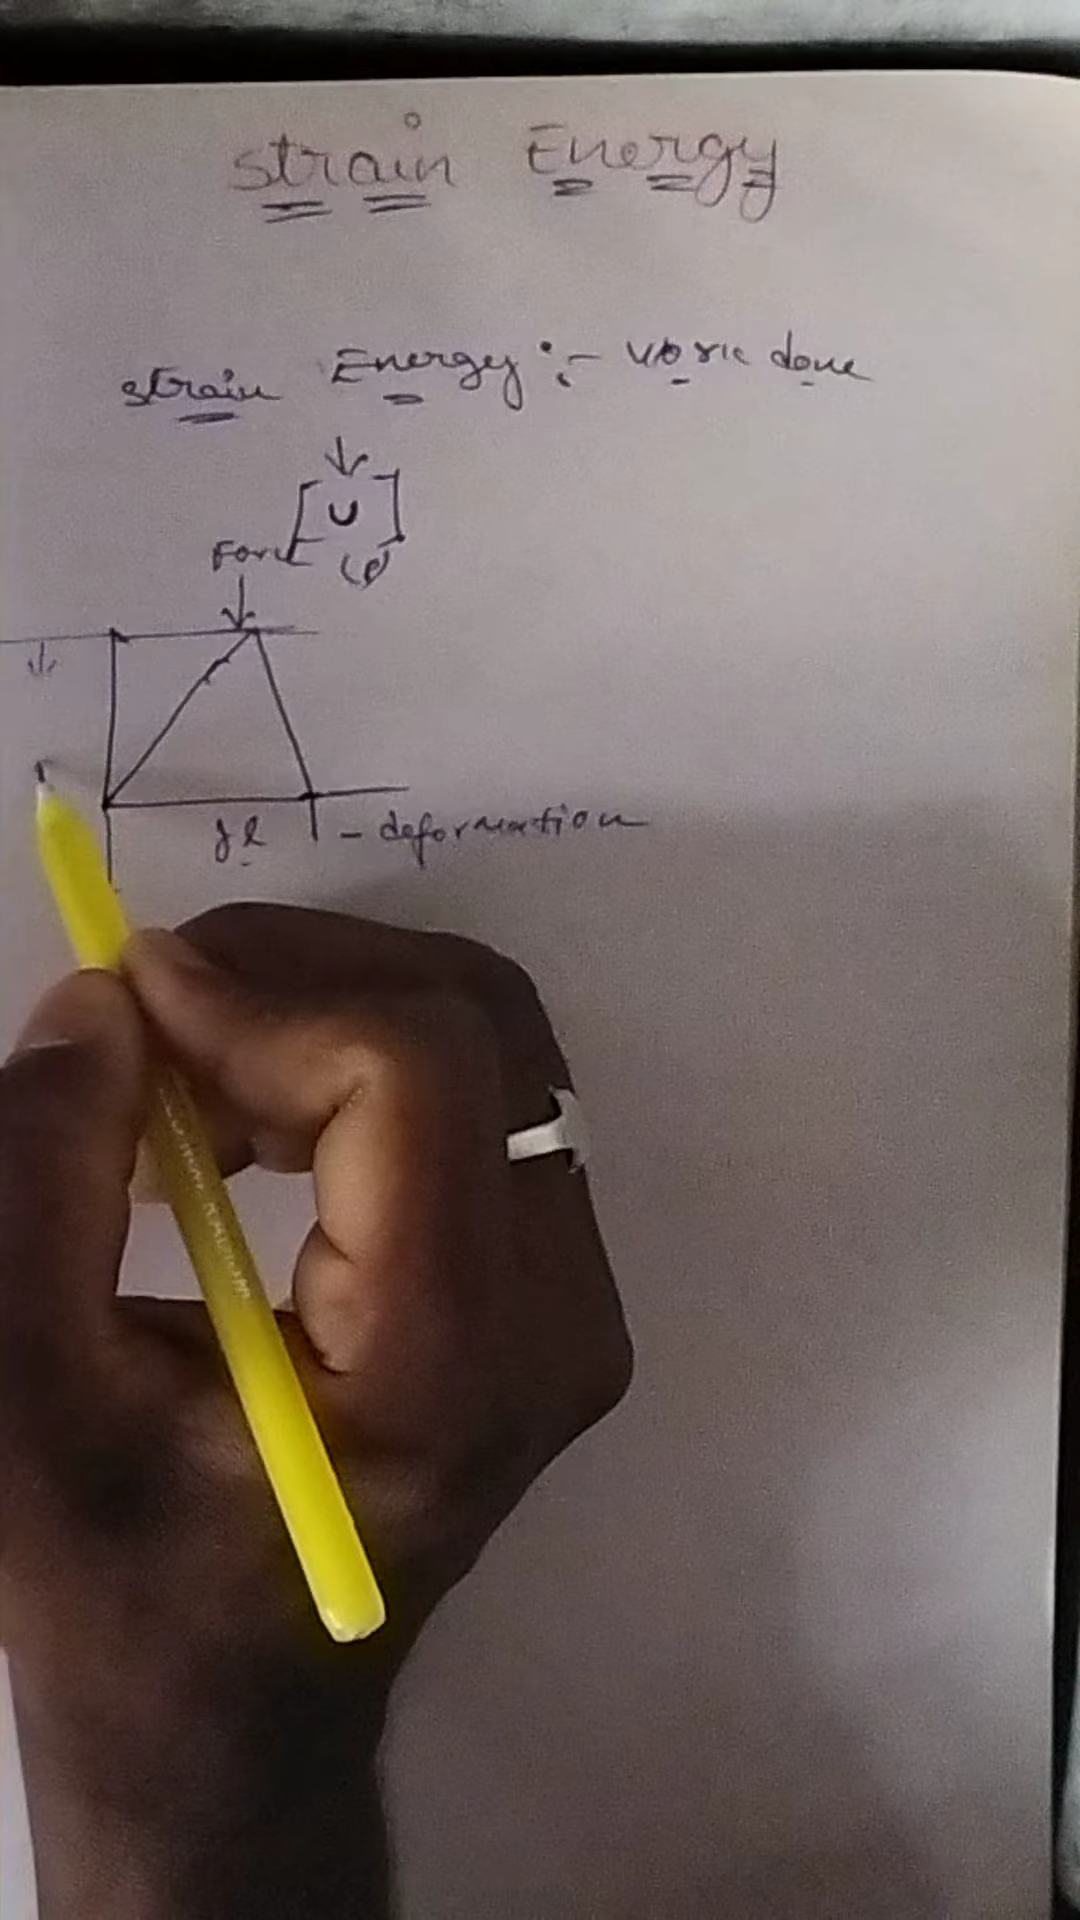 Strain Energy
Strain Energy :- work done
U
Force
(P)
δl - deformation